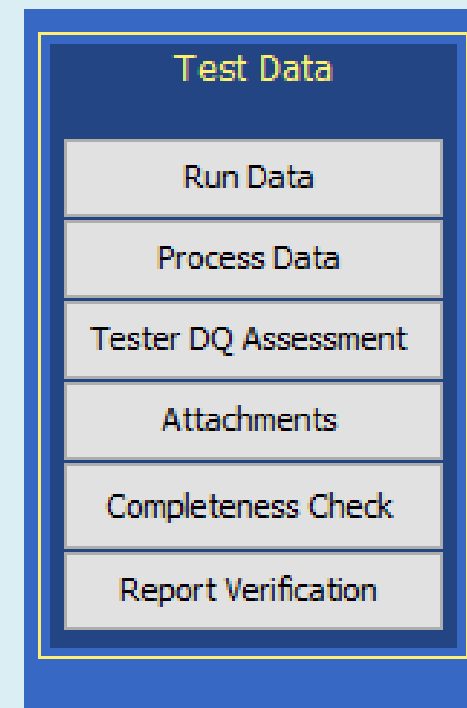 Test Data
Run Data
Process Data
Tester DQ Assessment
Attachments
Completeness Check
Report Verification